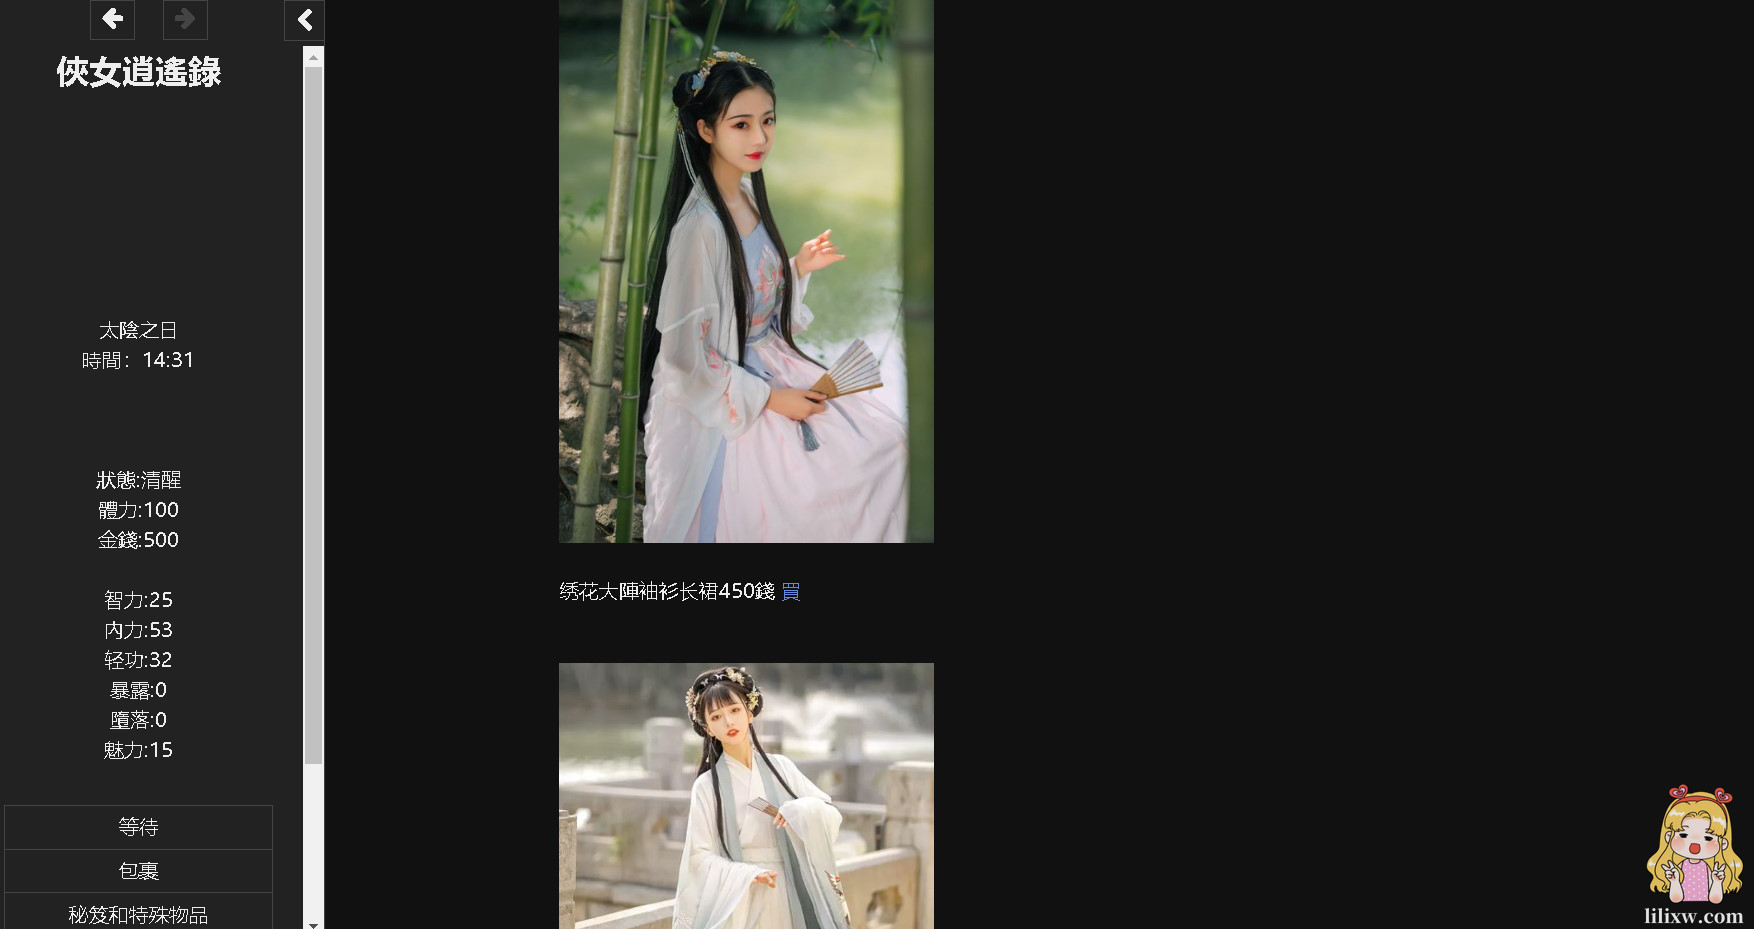 俠女逍遙錄
太陰之日
時間：14:31
狀態:清醒
體力:100
金錢:500
智力:25
內力:53
轻功:32
暴露:0
墮落:0
魅力:15
等待
包裹
秘笈和特殊物品
绣花大陣袖衫长裙450錢 買
lilixw.com